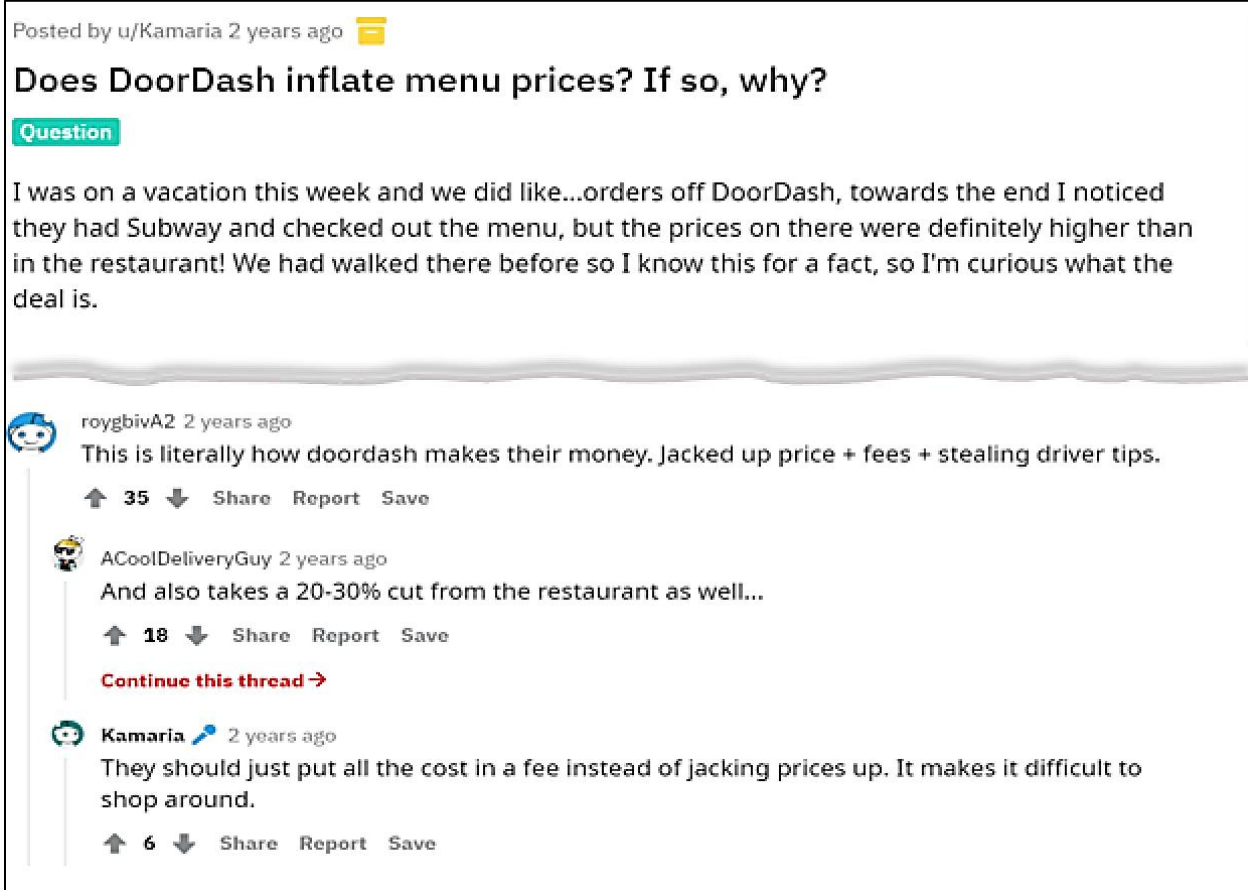 Posted by u/Kamaria 2 years ago
Does DoorDash inflate menu prices? If so, why?
Question
I was on a vacation this week and we did like...orders off DoorDash, towards the end I noticed
they had Subway and checked out the menu, but the prices on there were definitely higher than
in the restaurant! We had walked there before so I know this for a fact, so I'm curious what the
deal is.
roygbivA2 2 years ago
This is literally how doordash makes their money. Jacked up price + fees + stealing driver tips.
35 Share Report Save
ACoolDeliveryGuy 2 years ago
And also takes a 20-30% cut from the restaurant as well...
18 Share Report Save
Continue this thread→
Kamaria 2 years ago
They should just put all the cost in a fee instead of jacking prices up. It makes it difficult to
shop around.
6 Share Report Save